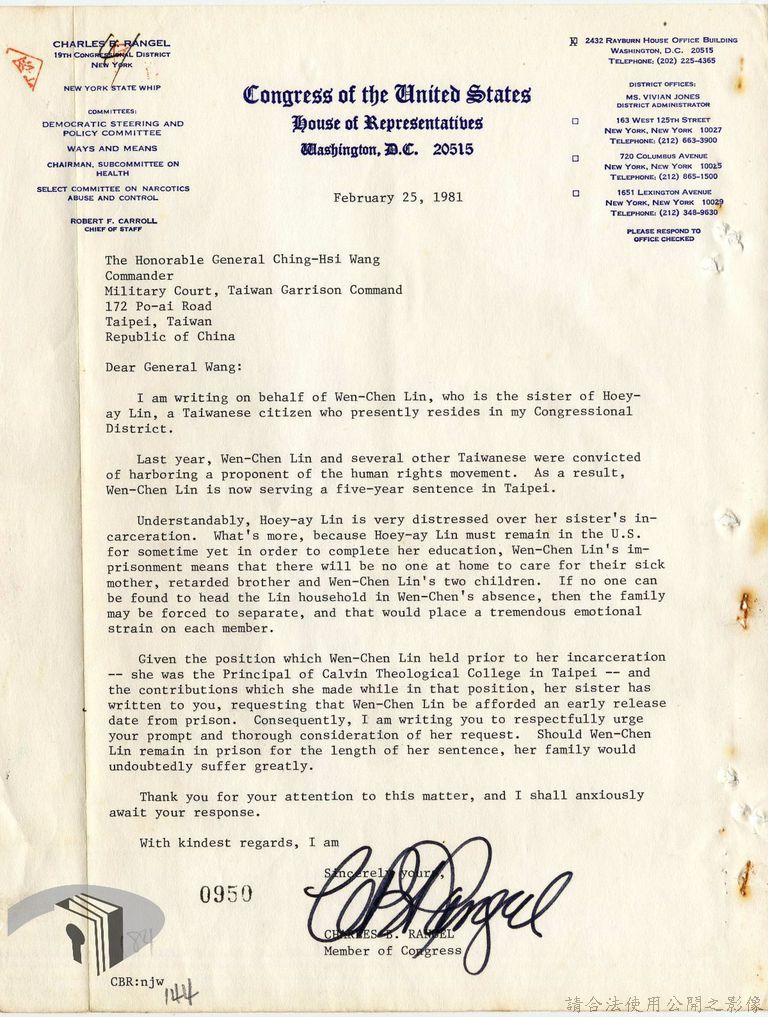 CHARLES B. RANGEL
19TH CONGRESSIONAL DISTRICT
NEW YORK
NEW YORK STATE WHIP
COMMITTEES:
DEMOCRATIC STEERING AND
POLICY COMMITTEE
WAYS AND MEANS
CHAIRMAN, SUBCOMMITTEE ON
HEALTH
SELECT COMMITTEE ON NARCOTICS
ABUSE AND CONTROL
ROBERT F. CARROLL
CHIEF OF STAFF
Congress of the United States
House of Representatives
Washington, D.C. 20515
February 25, 1981
2432 RAYBURN HOUSE OFFICE BUILDING
WASHINGTON, D.C. 20515
TELEPHONE: (202) 225-4365
DISTRICT OFFICES:
MS. VIVIAN JONES
DISTRICT ADMINISTRATOR
163 WEST 125TH STREET
NEW YORK, NEW YORK 10027
TELEPHONE: (212) 663-3900
720 COLUMBUS AVENUE
NEW YORK, NEW YORK 10025
TELEPHONE: (212) 865-1500
1651 LEXINGTON AVENUE
NEW YORK, NEW YORK 10029
TELEPHONE: (212) 348-9630
PLEASE RESPOND TO
OFFICE CHECKED
The Honorable General Ching-Hsi Wang
Commander
Military Court, Taiwan Garrison Command
172 Po-ai Road
Taipei, Taiwan
Republic of China
Dear General Wang:
I am writing on behalf of Wen-Chen Lin, who is the sister of Hoey-
ay Lin, a Taiwanese citizen who presently resides in my Congressional
District.
Last year, Wen-Chen Lin and several other Taiwanese were convicted
of harboring a proponent of the human rights movement. As a result,
Wen-Chen Lin is now serving a five-year sentence in Taipei.
Understandably, Hoey-ay Lin is very distressed over her sister's in-
carceration. What's more, because Hoey-ay Lin must remain in the U.S.
for sometime yet in order to complete her education, Wen-Chen Lin's im-
prisonment means that there will be no one at home to care for their sick
mother, retarded brother and Wen-Chen Lin's two children. If no one can
be found to head the Lin household in Wen-Chen's absence, then the family
may be forced to separate, and that would place a tremendous emotional
strain on each member.
Given the position which Wen-Chen Lin held prior to her incarceration
-- she was the Principal of Calvin Theological College in Taipei -- and
the contributions which she made while in that position, her sister has
written to you, requesting that Wen-Chen Lin be afforded an early release
date from prison. Consequently, I am writing you to respectfully urge
your prompt and thorough consideration of her request. Should Wen-Chen
Lin remain in prison for the length of her sentence, her family would
undoubtedly suffer greatly.
Thank you for your attention to this matter, and I shall anxiously
await your response.
With kindest regards, I am
Sincerely yours,
CHARLES B. RANGEL
Member of Congress
0950
84
CBR:njw
144
請合法使用公開之影像